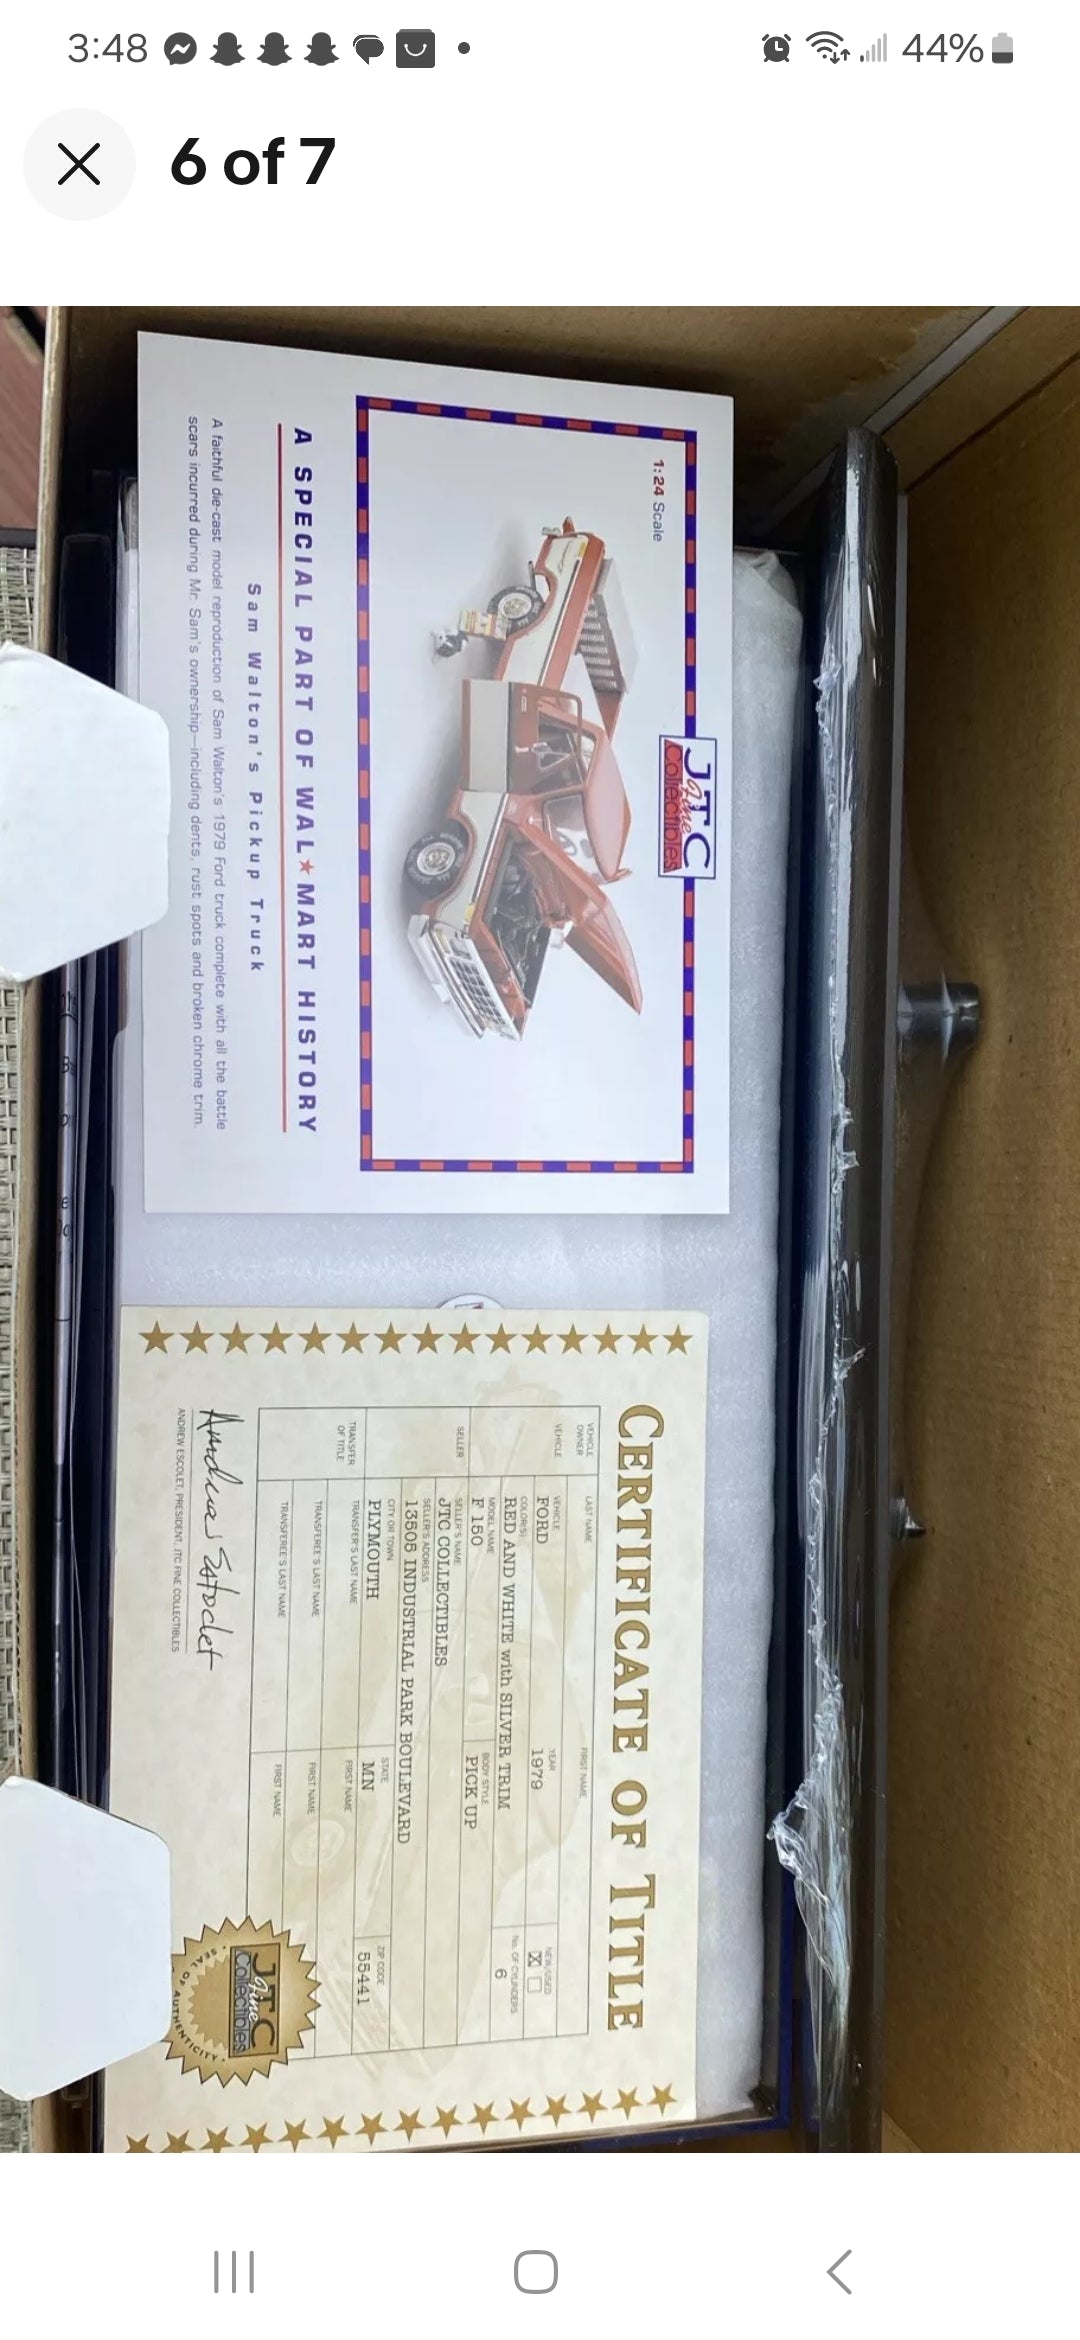 3:48
44%
6 of 7
JTC
Fine
Collectibles
1:24 Scale
A SPECIAL PART OF WAL★MART HISTORY
Sam Walton's Pickup Truck
A faithful die-cast model reproduction of Sam Walton's 1979 Ford truck complete with all the battle
scars incurred during Mr. Sam's ownership—including dents, rust spots and broken chrome trim.
CERTIFICATE OF TITLE
VEHICLE OWNER
LAST NAME
FIRST NAME
VEHICLE
VEHICLE
YEAR
NEW/USED
FORD
1979
X
COLOR(S)
No. OF CYLINDERS
RED AND WHITE with SILVER TRIM
6
MODEL NAME
BODY STYLE
F 150
PICK UP
SELLER
SELLER'S NAME
JTC COLLECTIBLES
SELLER'S ADDRESS
13505 INDUSTRIAL PARK BOULEVARD
CITY OR TOWN
STATE
ZIP CODE
PLYMOUTH
MN
55441
TRANSFER OF TITLE
TRANSFER'S LAST NAME
FIRST NAME
TRANSFEREE'S LAST NAME
FIRST NAME
TRANSFEREE'S LAST NAME
FIRST NAME
ANDREW ESCOLET, PRESIDENT, JTC FINE COLLECTIBLES
JTC
Fine
Collectibles
SEAL OF AUTHENTICITY